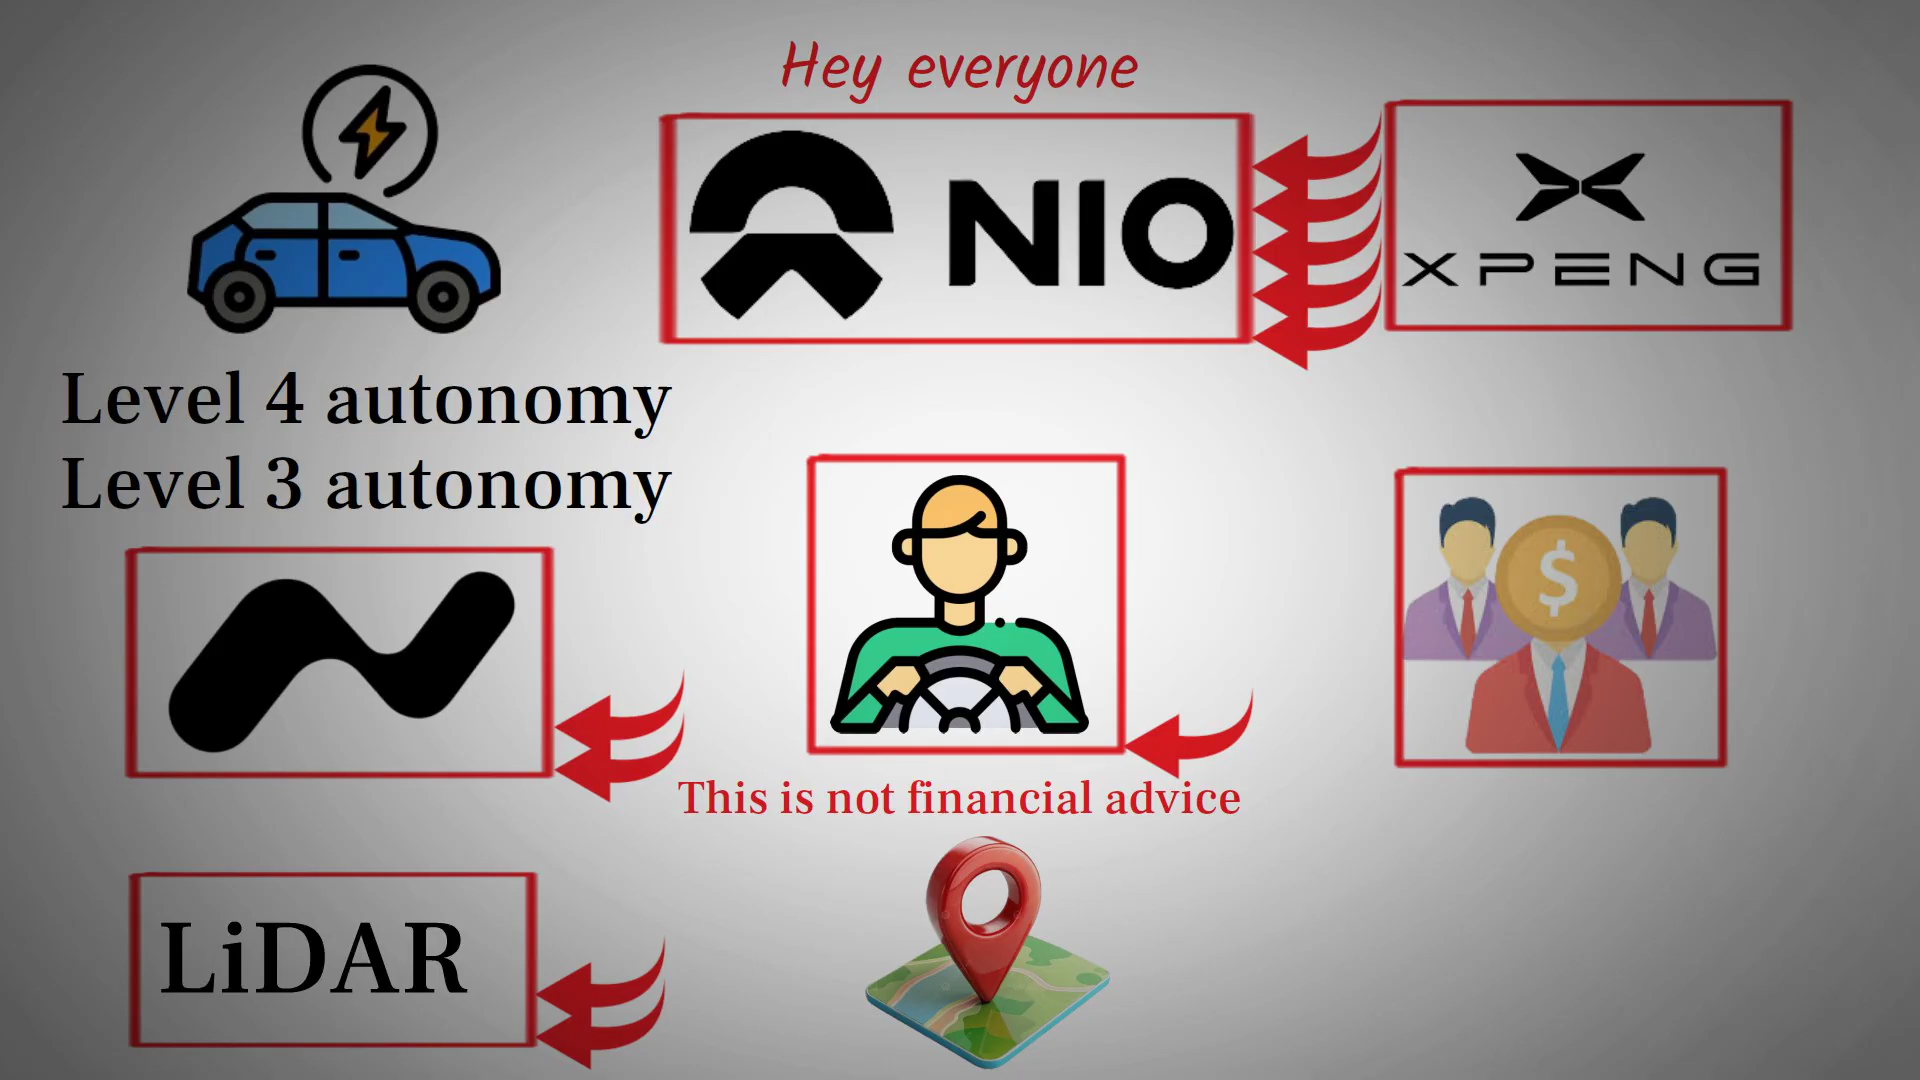 Hey everyone
NIO
XPENG
Level 4 autonomy
Level 3 autonomy
$
This is not financial advice
LiDAR